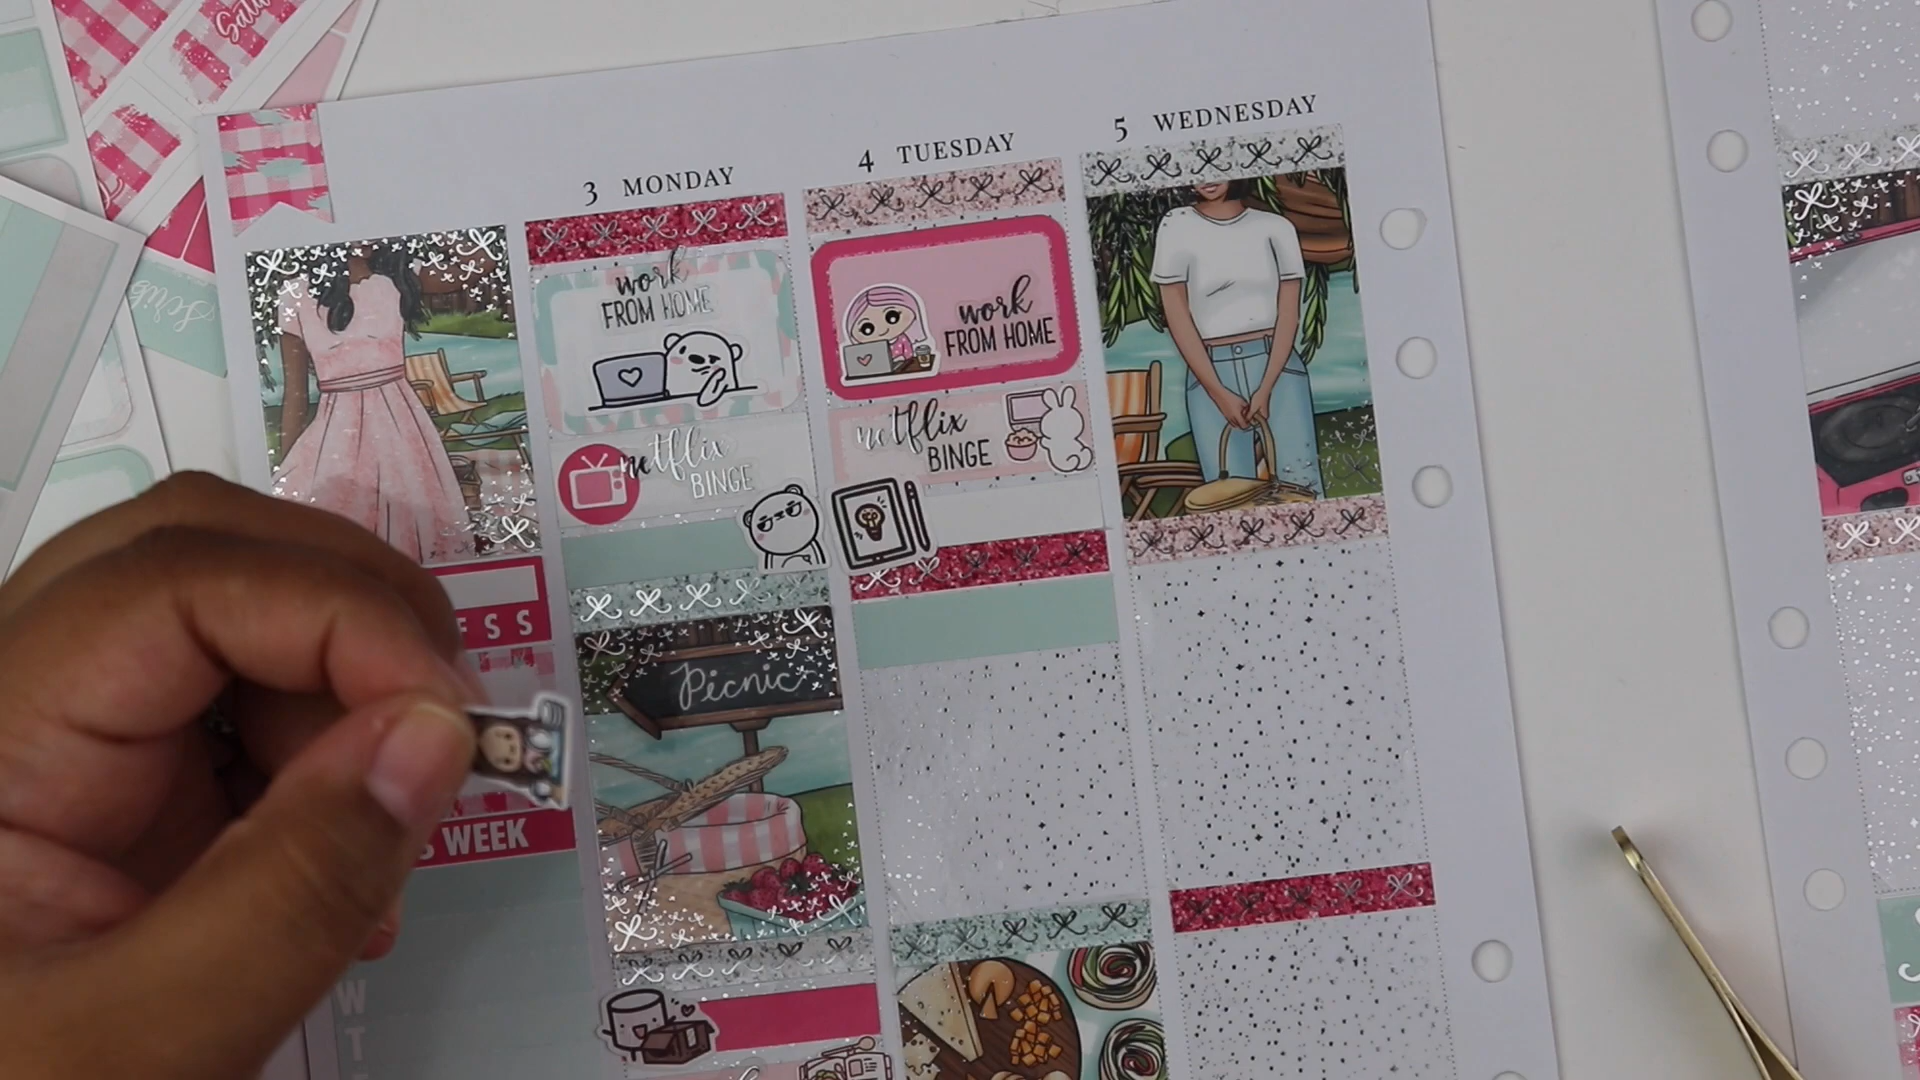 3 MONDAY
4 TUESDAY
5 WEDNESDAY
work
FROM HOME
work
FROM HOME
netflix
BINGE
netflix
BINGE
Picnic
S S
WEEK
W
T